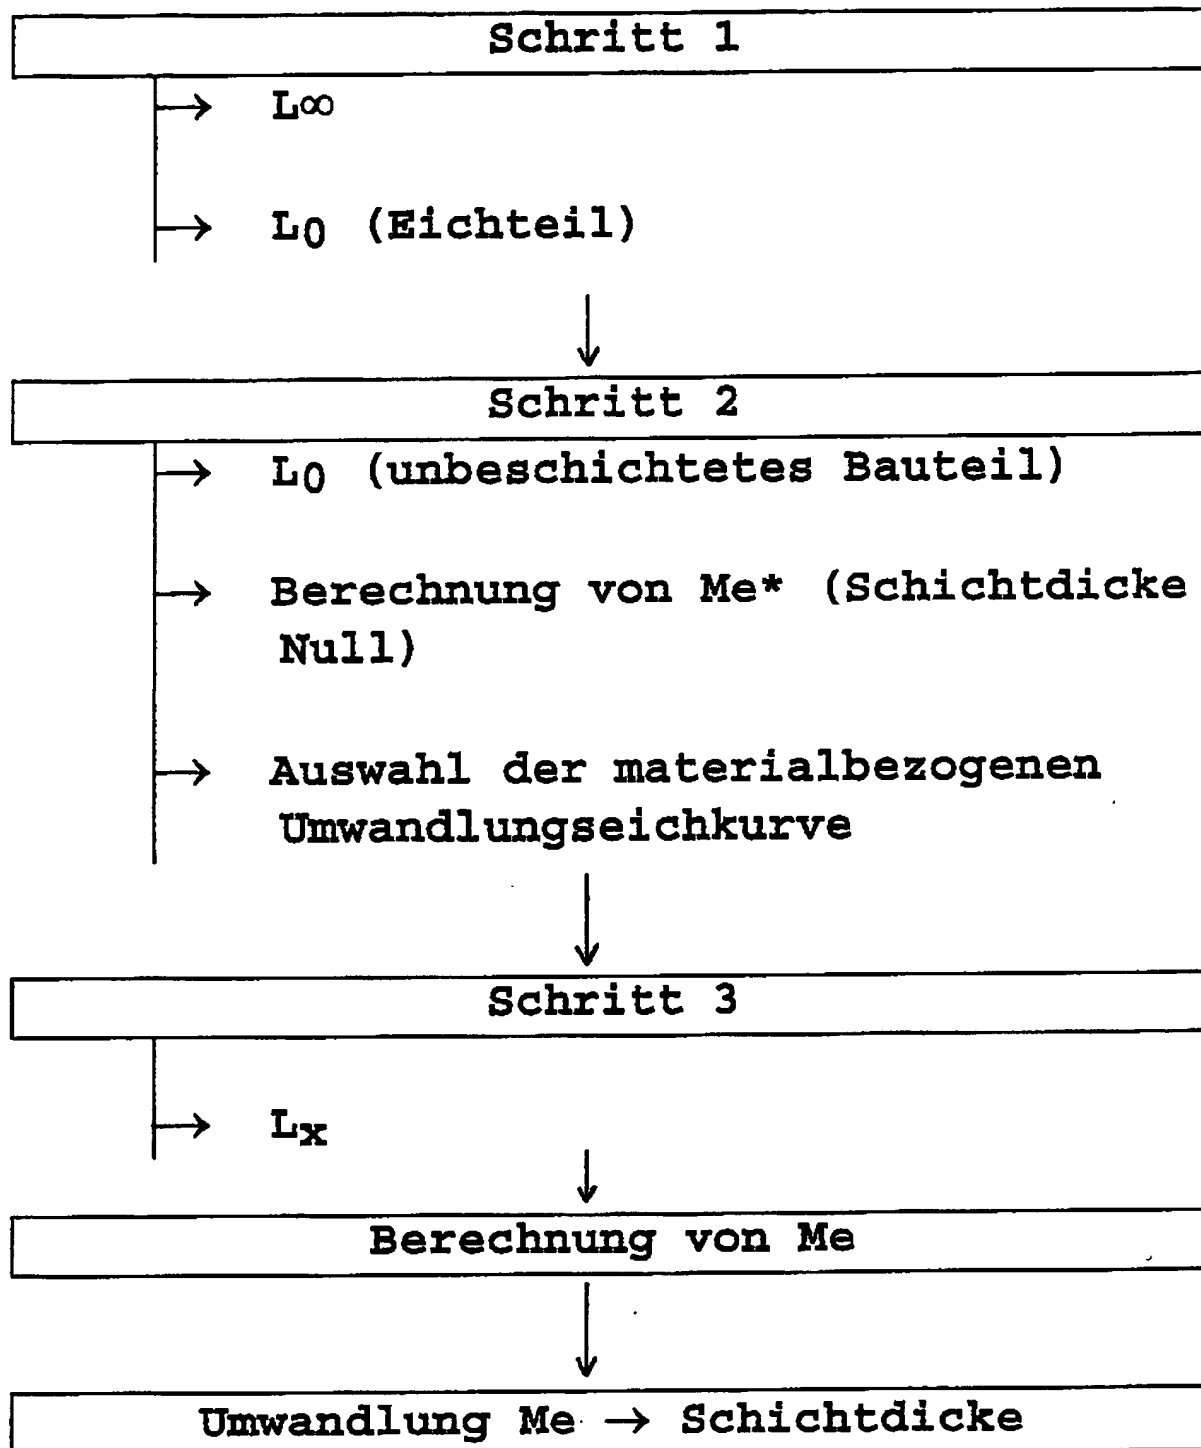 Schritt 1
→ L∞
→ L0 (Eichteil)
Schritt 2
→ L0 (unbeschichtetes Bauteil)
→ Berechnung von Me* (Schichtdicke
Null)
→ Auswahl der materialbezogenen
Umwandlungseichkurve
Schritt 3
→ Lx
Berechnung von Me
Umwandlung Me → Schichtdicke